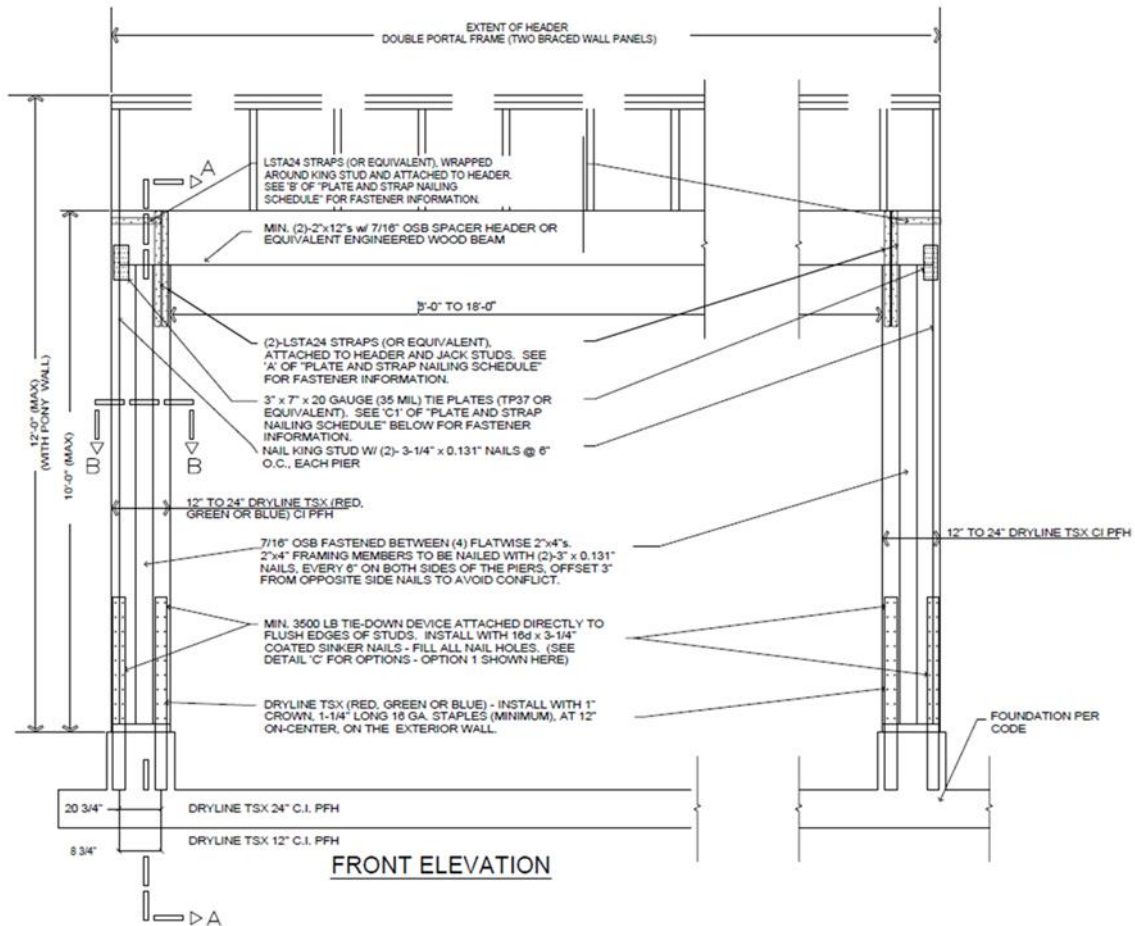 EXTENT OF HEADER
DOUBLE PORTAL FRAME (TWO BRACED WALL PANELS)
A
LSTA24 STRAPS (OR EQUIVALENT), WRAPPED
AROUND KING STUD AND ATTACHED TO HEADER.
SEE 'B' OF "PLATE AND STRAP NAILING
SCHEDULE" FOR FASTENER INFORMATION.
MIN. (2)-2"x12"s w/ 7/16" OSB SPACER HEADER OR
EQUIVALENT ENGINEERED WOOD BEAM
TO 18'-0"
(2)-LSTA24 STRAPS (OR EQUIVALENT),
ATTACHED TO HEADER AND JACK STUDS. SEE
'A' OF "PLATE AND STRAP NAILING SCHEDULE"
FOR FASTENER INFORMATION.
12'-0" (MAX)
(WITH PONY WALL)
10'-0" (MAX)
3" x 7" x 20 GAUGE (35 MIL) TIE PLATES (TP37 OR
EQUIVALENT). SEE 'C1' OF "PLATE AND STRAP
NAILING SCHEDULE" BELOW FOR FASTENER
INFORMATION.
B
B
NAIL KING STUD W/ (2)- 3-1/4" x 0.131" NAILS @ 6"
O.C., EACH PIER
12" TO 24" DRYLINE TSX (RED,
GREEN OR BLUE) CI PFH
7/16" OSB FASTENED BETWEEN (4) FLATWISE 2"x4"s.
2"x4" FRAMING MEMBERS TO BE NAILED WITH (2)-3" x 0.131"
NAILS, EVERY 6" ON BOTH SIDES OF THE PIERS, OFFSET 3"
FROM OPPOSITE SIDE NAILS TO AVOID CONFLICT.
12" TO 24" DRYLINE TSX CI PFH
MIN. 3500 LB TIE-DOWN DEVICE ATTACHED DIRECTLY TO
FLUSH EDGES OF STUDS. INSTALL WITH 16d x 3-1/4"
COATED SINKER NAILS - FILL ALL NAIL HOLES. (SEE
DETAIL 'C' FOR OPTIONS - OPTION 1 SHOWN HERE)
DRYLINE TSX (RED, GREEN OR BLUE) - INSTALL WITH 1"
CROWN, 1-1/4" LONG 16 GA. STAPLES (MINIMUM), AT 12"
ON-CENTER, ON THE EXTERIOR WALL.
FOUNDATION PER
CODE
20 3/4"
DRYLINE TSX 24" C.I. PFH
8 3/4"
DRYLINE TSX 12" C.I. PFH
FRONT ELEVATION
A